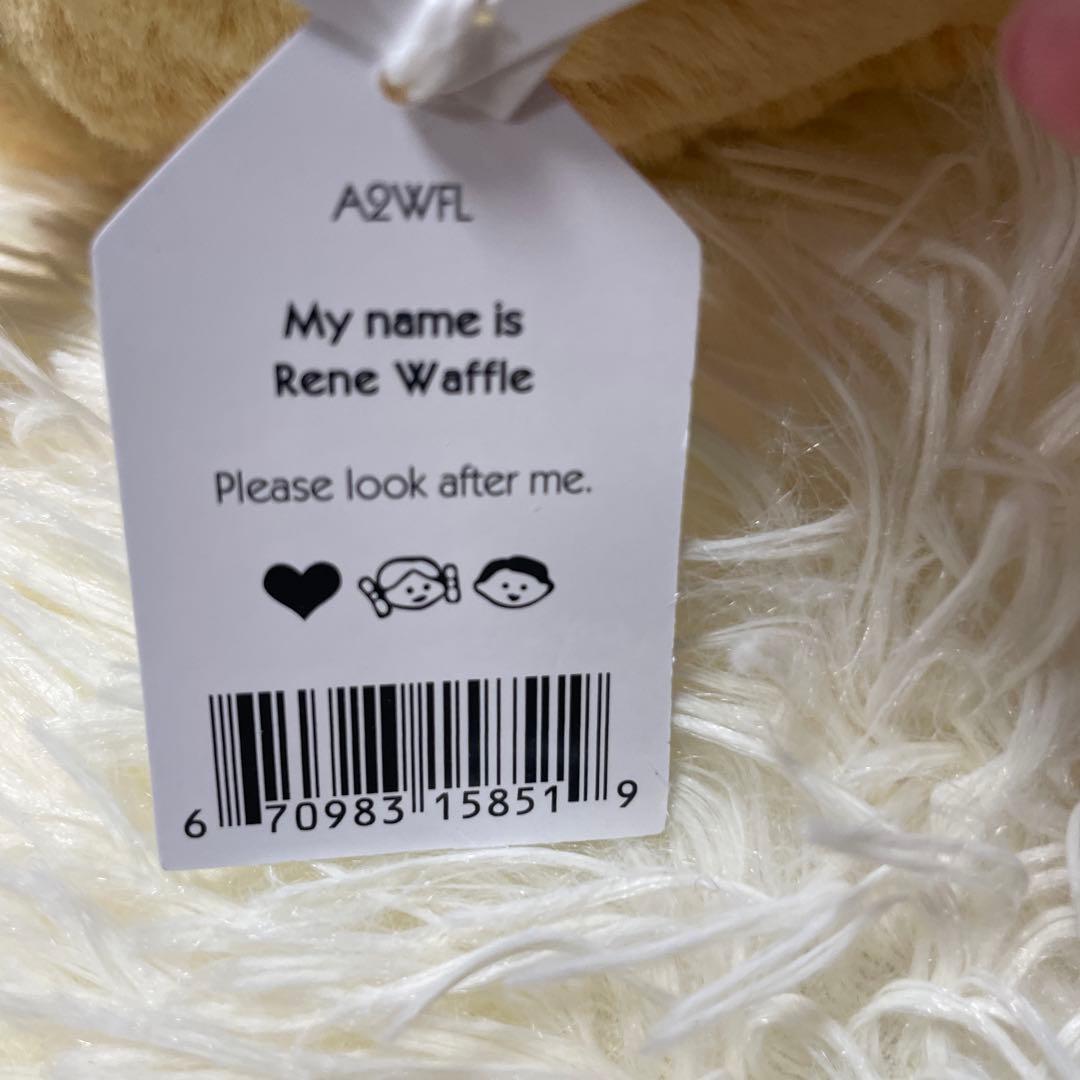 A2WFL
My name is
Rene Waffle
Please look after me.
6 70983 15851 9